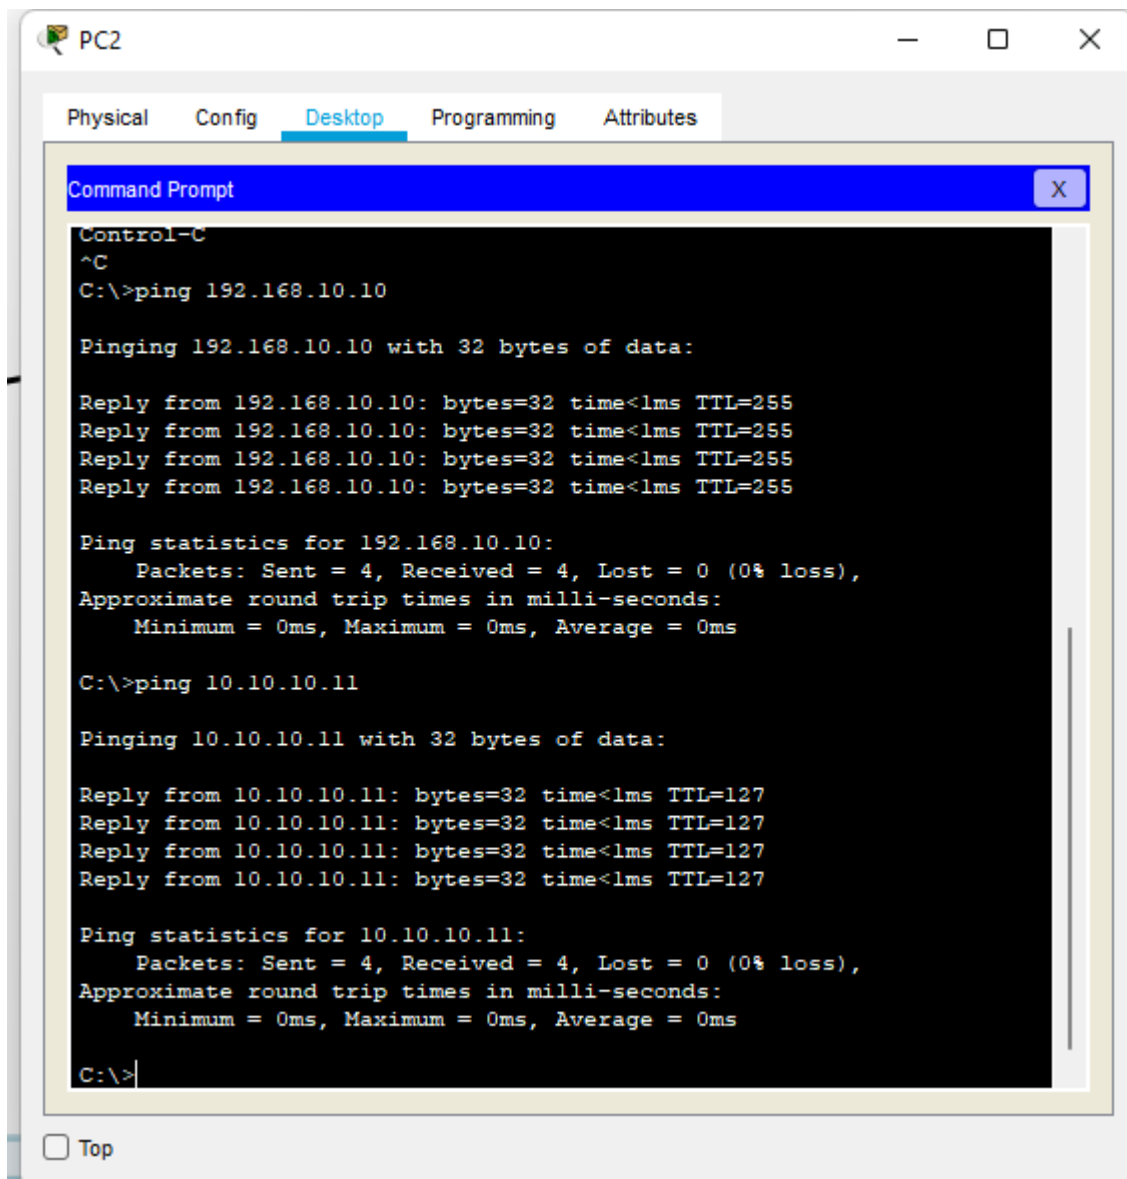 PC2
Physical Config Desktop Programming Attributes
Command Prompt X
Control-C
^C
C:\>ping 192.168.10.10
Pinging 192.168.10.10 with 32 bytes of data:
Reply from 192.168.10.10: bytes=32 time<1ms TTL=255
Reply from 192.168.10.10: bytes=32 time<1ms TTL=255
Reply from 192.168.10.10: bytes=32 time<1ms TTL=255
Reply from 192.168.10.10: bytes=32 time<1ms TTL=255
Ping statistics for 192.168.10.10:
Packets: Sent = 4, Received = 4, Lost = 0 (0% loss),
Approximate round trip times in milli-seconds:
Minimum = 0ms, Maximum = 0ms, Average = 0ms
C:\>ping 10.10.10.11
Pinging 10.10.10.11 with 32 bytes of data:
Reply from 10.10.10.11: bytes=32 time<1ms TTL=127
Reply from 10.10.10.11: bytes=32 time<1ms TTL=127
Reply from 10.10.10.11: bytes=32 time<1ms TTL=127
Reply from 10.10.10.11: bytes=32 time<1ms TTL=127
Ping statistics for 10.10.10.11:
Packets: Sent = 4, Received = 4, Lost = 0 (0% loss),
Approximate round trip times in milli-seconds:
Minimum = 0ms, Maximum = 0ms, Average = 0ms
C:\>
Top